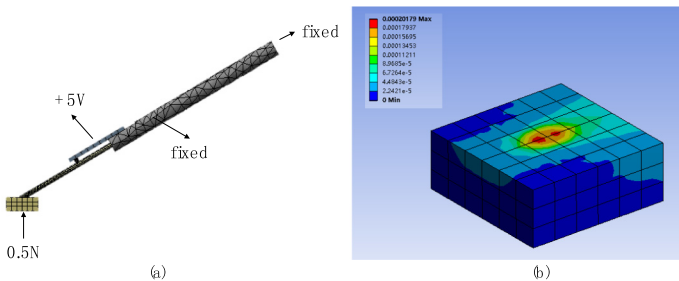 fixed
+5V
fixed
0.5N
(a)
0.00020179 Max
0.00017937
0.00015695
0.00013453
0.00011211
8.9685e-5
6.7264e-5
4.4843e-5
2.2421e-5
0 Min
(b)